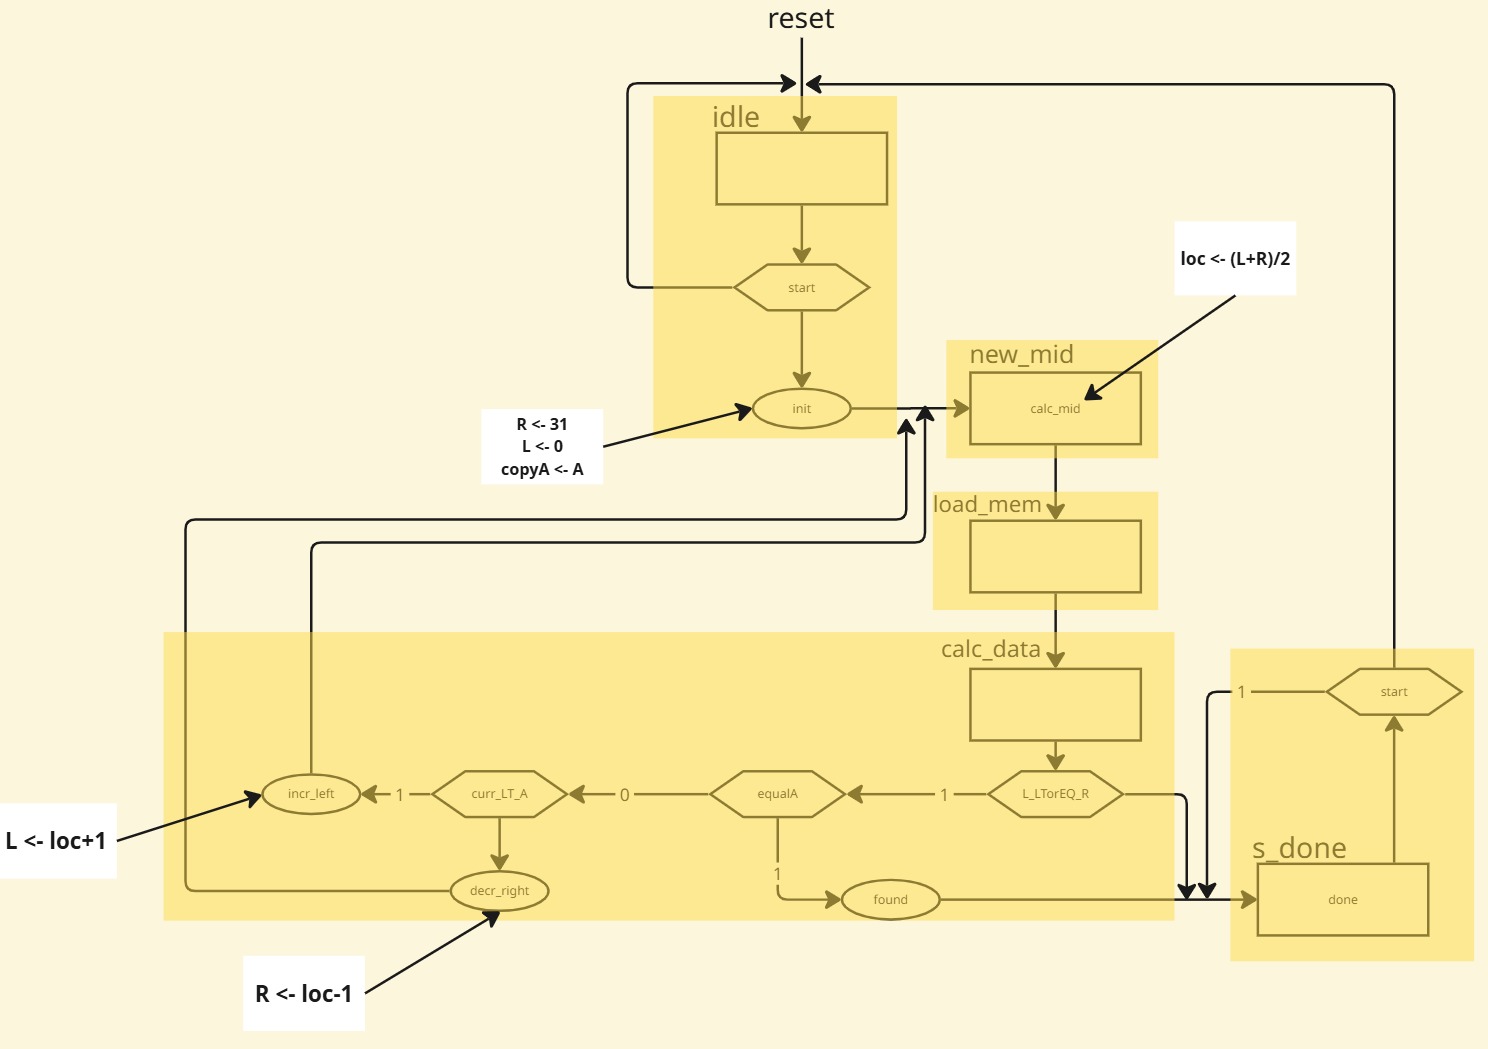 reset
idle
start
loc <- (L+R)/2
new_mid
calc_mid
init
R <- 31
L <- 0
copyA <- A
load_mem
calc_data
1
start
incr_left
1
curr_LT_A
0
equalA
1
L_LTorEQ_R
L <- loc+1
s_done
1
decr_right
found
done
R <- loc-1